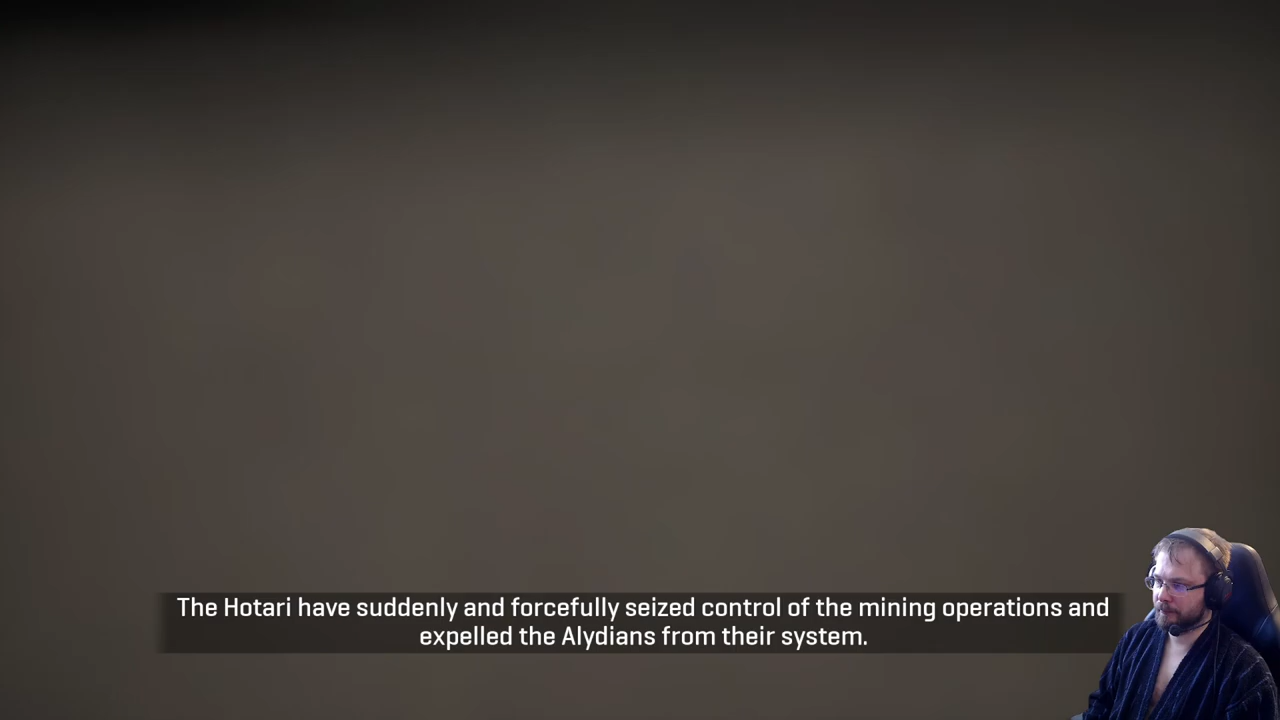 The Hotari have suddenly and forcefully seized control of the mining operations and
expelled the Alydians from their system.